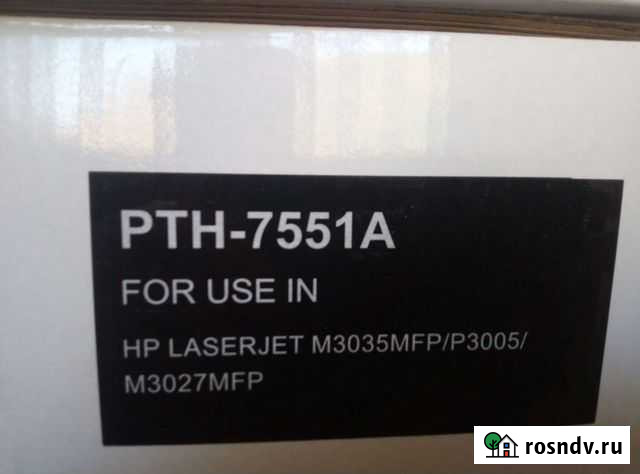 PTH-7551A
FOR USE IN
HP LASERJET M3035MFP/P3005/
M3027MFP
rosndv.ru